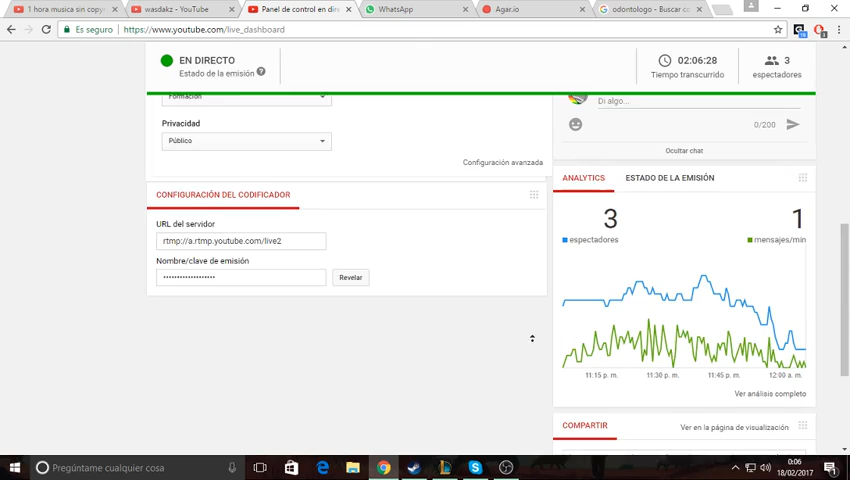 1 hora musica sin copy
wasdakz - YouTube
Panel de control en dire
WhatsApp
Agar.io
odontologo - Buscar co
Es seguro
https://www.youtube.com/live_dashboard
EN DIRECTO
Estado de la emisión
02:06:28
Tiempo transcurrido
3
espectadores
Formación
Privacidad
Público
Configuración avanzada
CONFIGURACIÓN DEL CODIFICADOR
URL del servidor
rtmp://a.rtmp.youtube.com/live2
Nombre/clave de emisión
Revelar
Di algo...
0/200
Ocultar chat
ANALYTICS
ESTADO DE LA EMISIÓN
3
espectadores
1
mensajes/min
11:15 p. m.
11:30 p. m.
11:45 p. m.
12:00 a. m.
Ver análisis completo
COMPARTIR
Ver en la página de visualización
Pregúntame cualquier cosa
0:06
18/02/2017